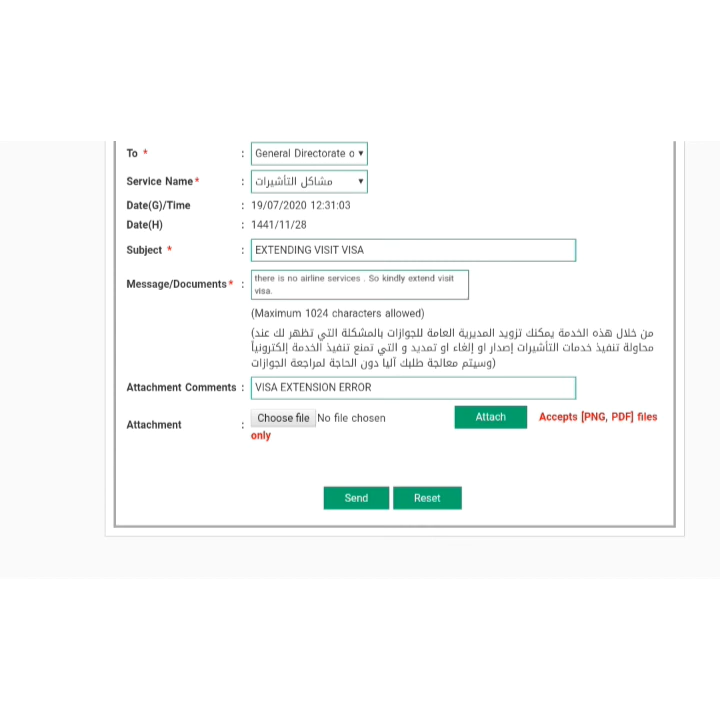 To * : General Directorate o
Service Name* : مشاكل التأشيرات
Date(G)/Time : 19/07/2020 12:31:03
Date(H) : 1441/11/28
Subject * : EXTENDING VISIT VISA
Message/Documents* : there is no airline services . So kindly extend visit
visa.
(Maximum 1024 characters allowed)
من خلال هذه الخدمة يمكنك تزويد المديرية العامة للجوازات بالمشكلة التي تظهر لك عند)
محاولة تنفيذ خدمات التأشيرات إصدار او إلغاء او تمديد و التي تمنع تنفيذ الخدمة إلكترونياً
(وسيتم معالجة طلبك آليا دون الحاجة لمراجعة الجوازات
Attachment Comments : VISA EXTENSION ERROR
Attachment : Choose file No file chosen Attach Accepts [PNG, PDF] files
only
Send Reset